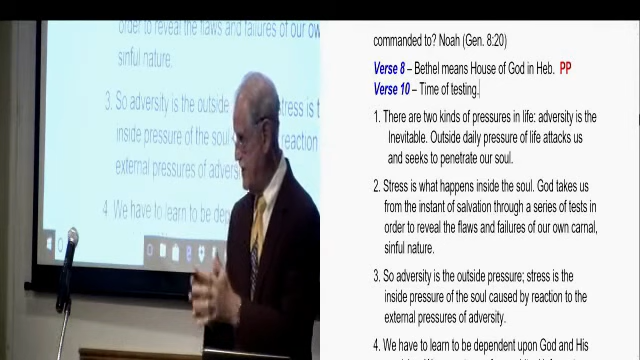 order to reveal the flaws and failures of our own
sinful nature.
3. So adversity is the outside stress is t
inside pressure of the soul reaction
external pressures of advers
4. We have to learn to be depende
commanded to? Noah (Gen. 8:20)
Verse 8 – Bethel means House of God in Heb. PP
Verse 10 – Time of testing.
1. There are two kinds of pressures in life: adversity is the
Inevitable. Outside daily pressure of life attacks us
and seeks to penetrate our soul.
2. Stress is what happens inside the soul. God takes us
from the instant of salvation through a series of tests in
order to reveal the flaws and failures of our own carnal,
sinful nature.
3. So adversity is the outside pressure; stress is the
inside pressure of the soul caused by reaction to the
external pressures of adversity.
4. We have to learn to be dependent upon God and His